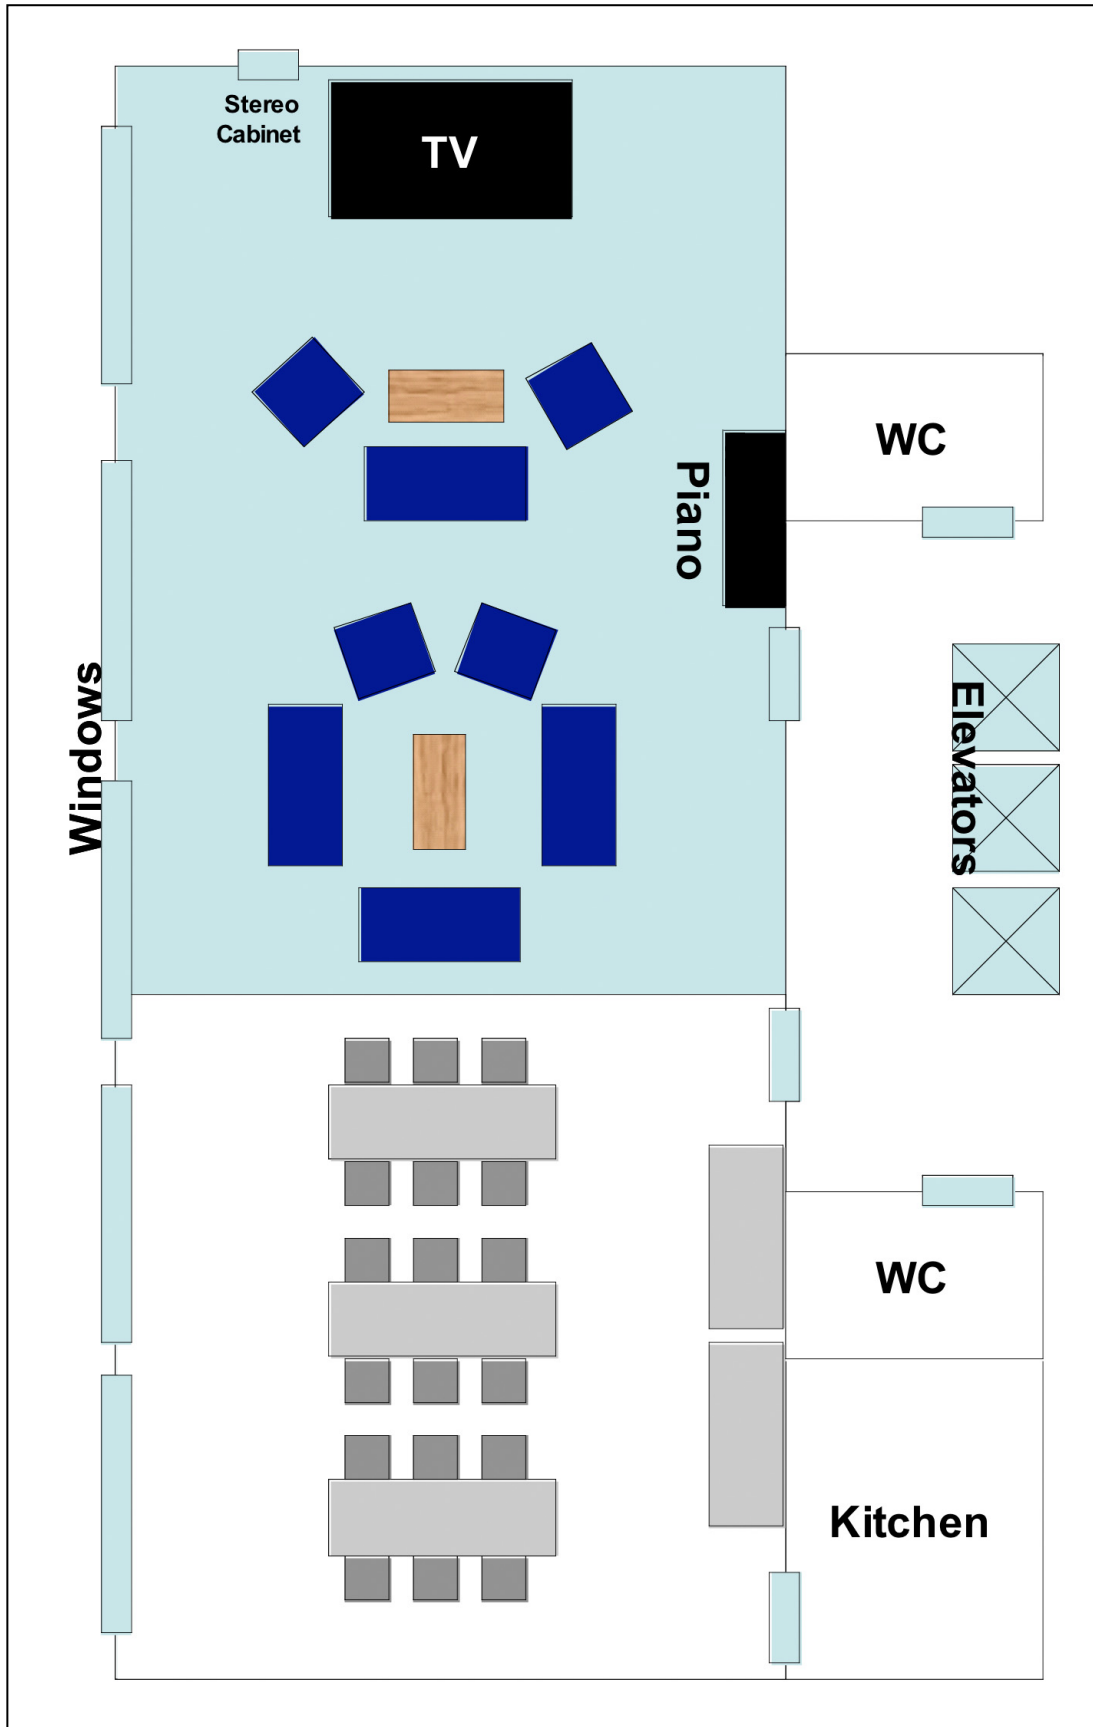 Stereo
Cabinet
TV
WC
Piano
Windows
Elevators
WC
Kitchen